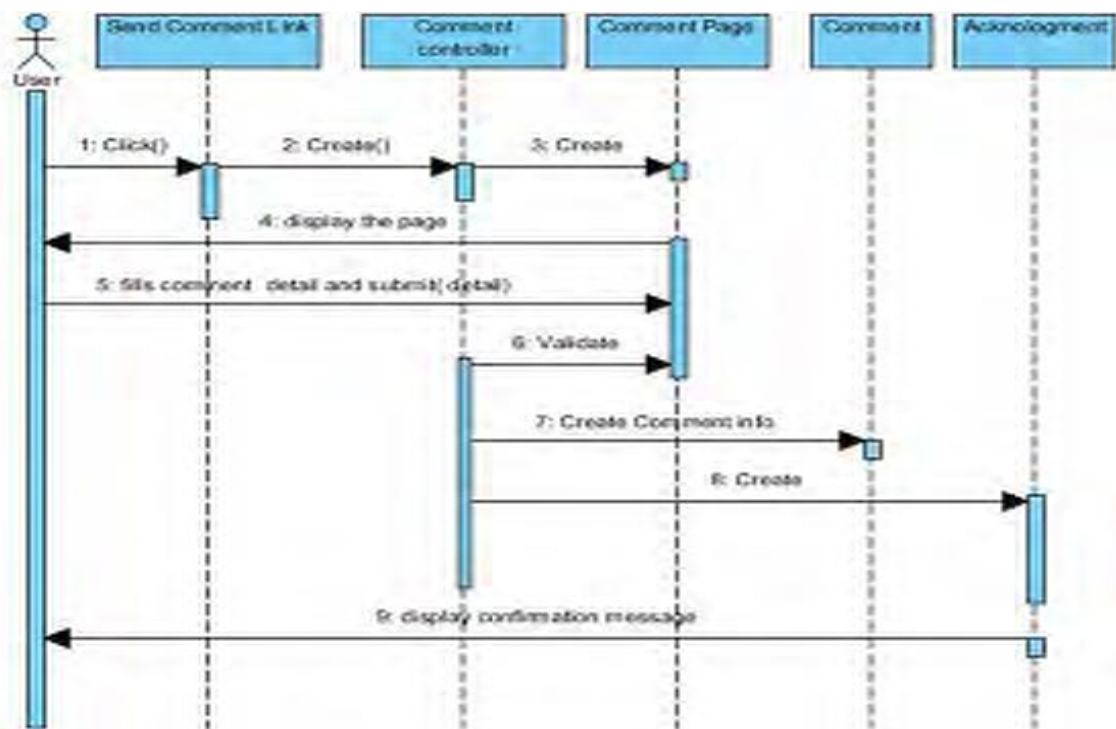 Send Comment Link
Comment
controller
Comment Page
Comment
Acknologment
User
1: Click()
2: Create()
3: Create
4: display the page
5: fills comment detail and submit( detail)
6: Validate
7: Create Comment info
8: Create
9: display confirmation message